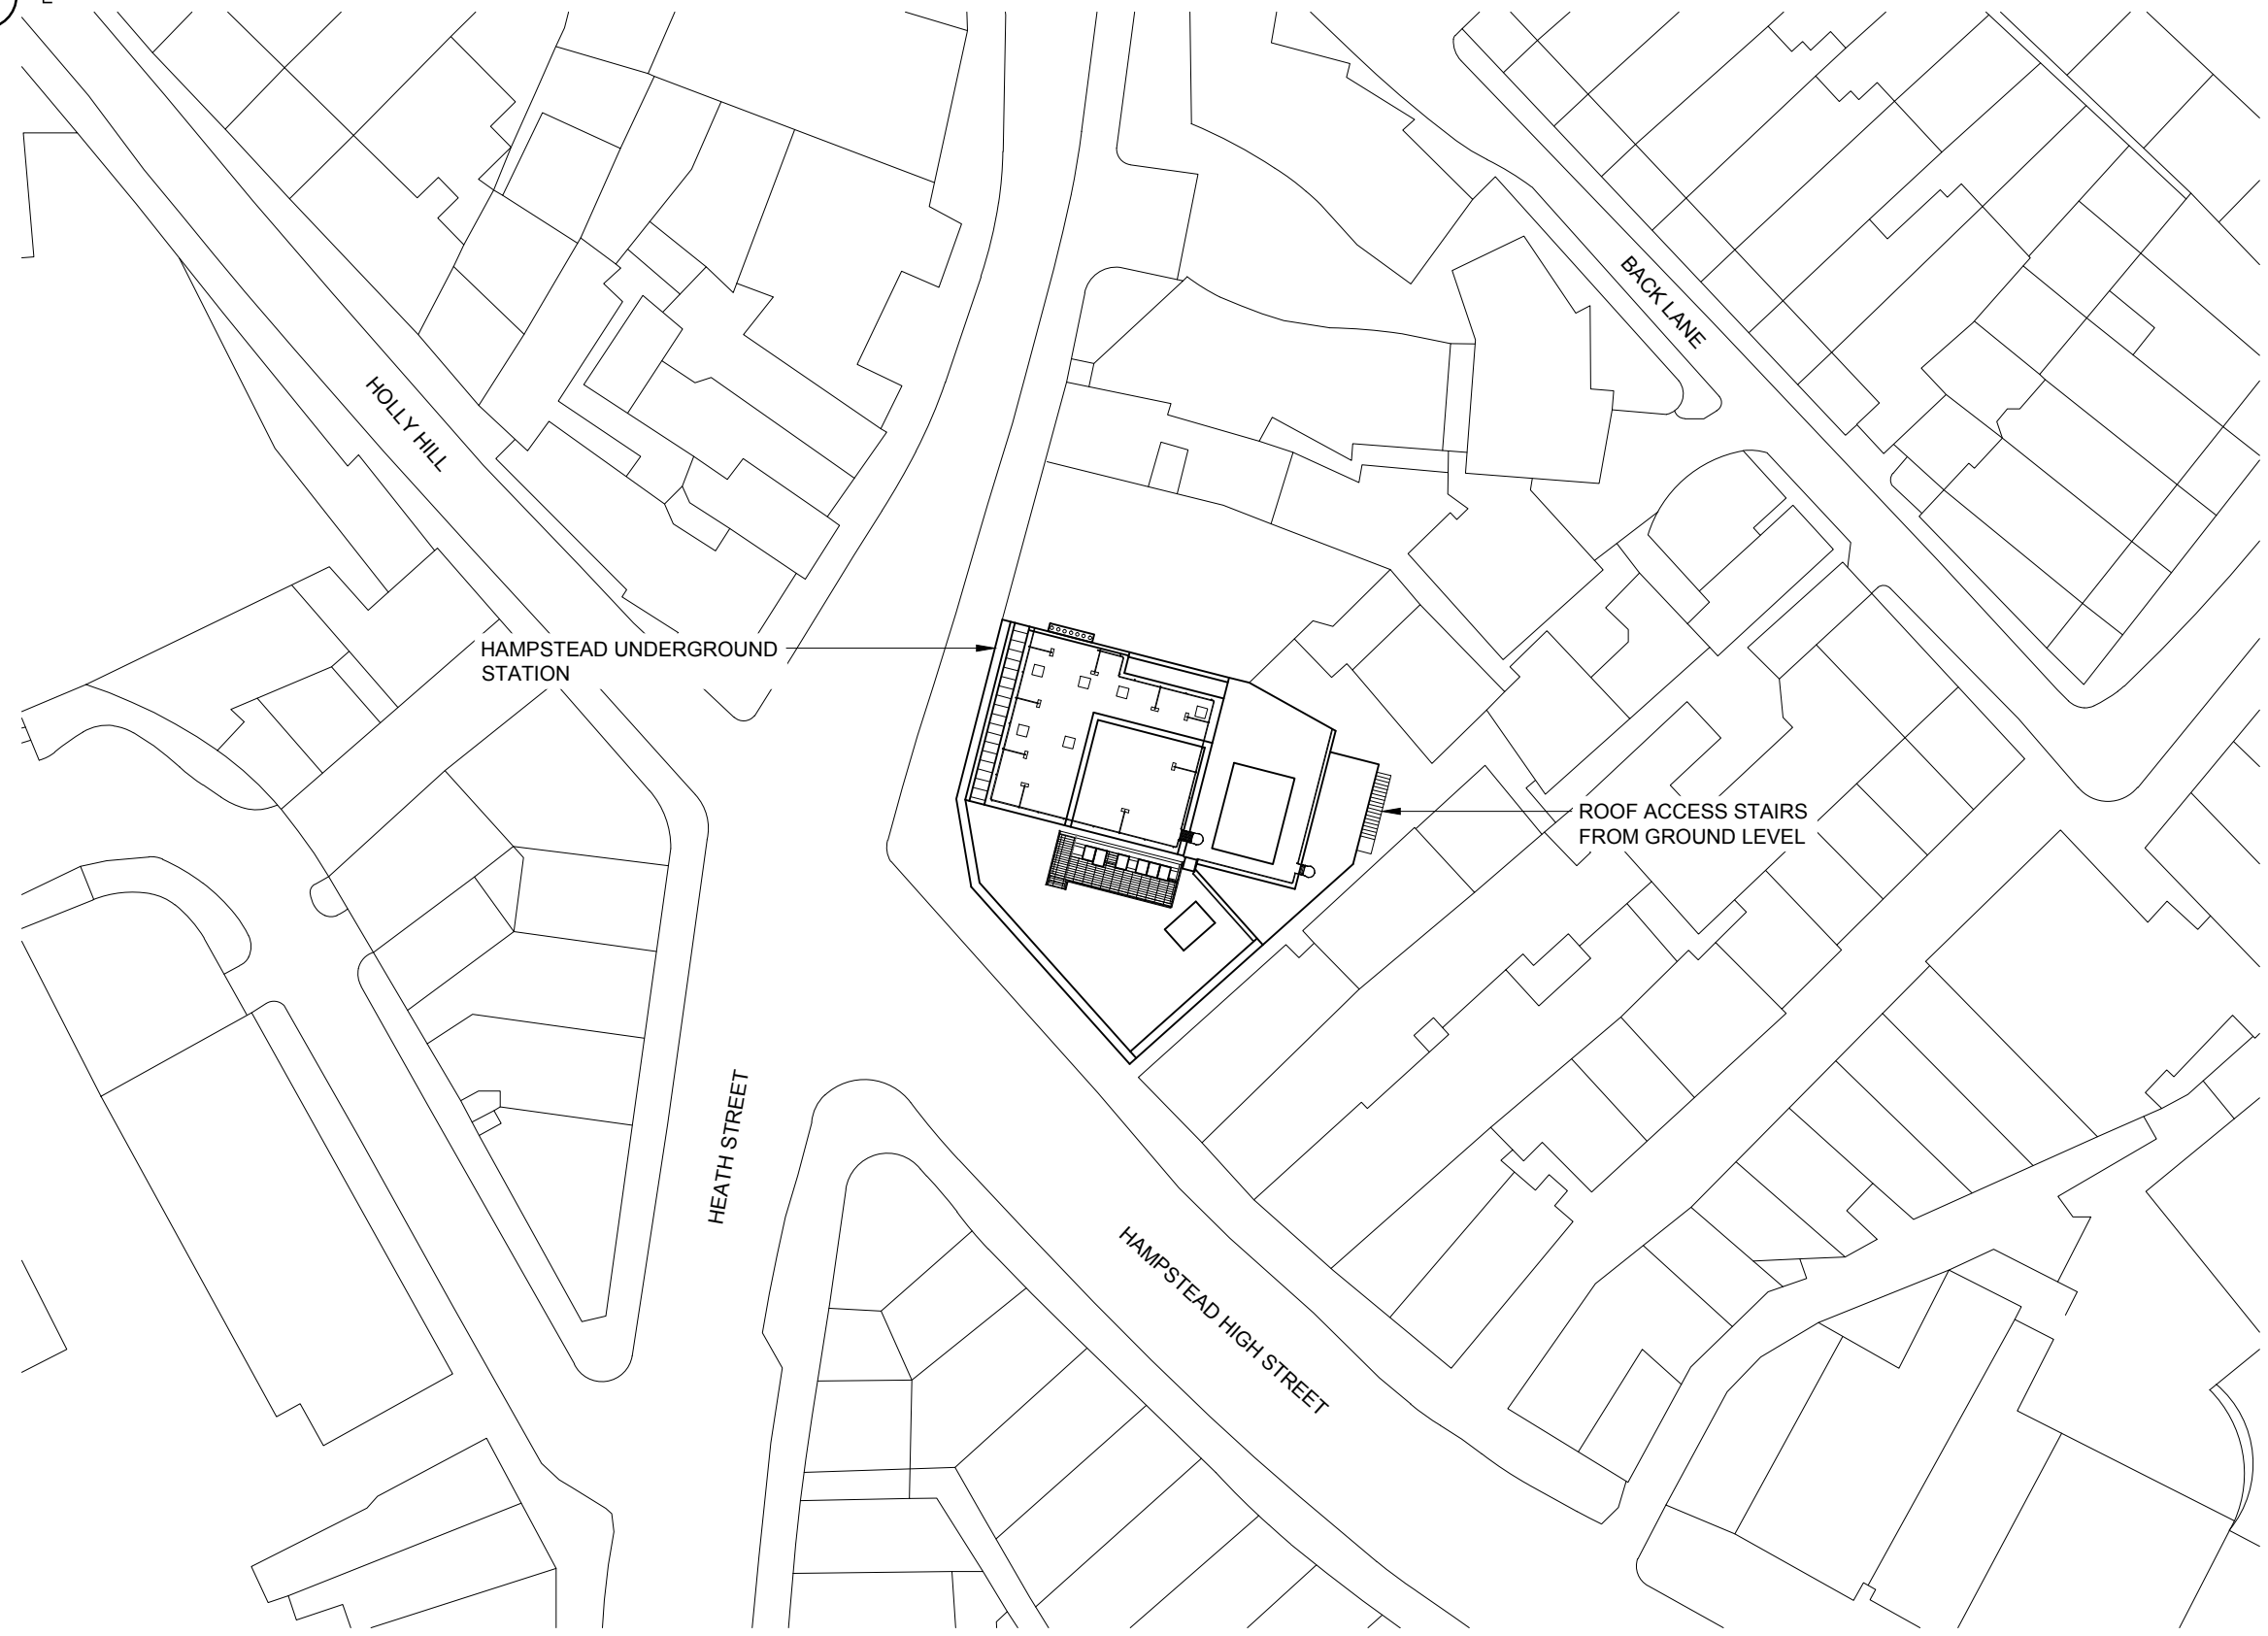 BACK LANE
HOLLY HILL
HAMPSTEAD UNDERGROUND
STATION
ROOF ACCESS STAIRS
FROM GROUND LEVEL
HEATH STREET
HAMPSTEAD HIGH STREET